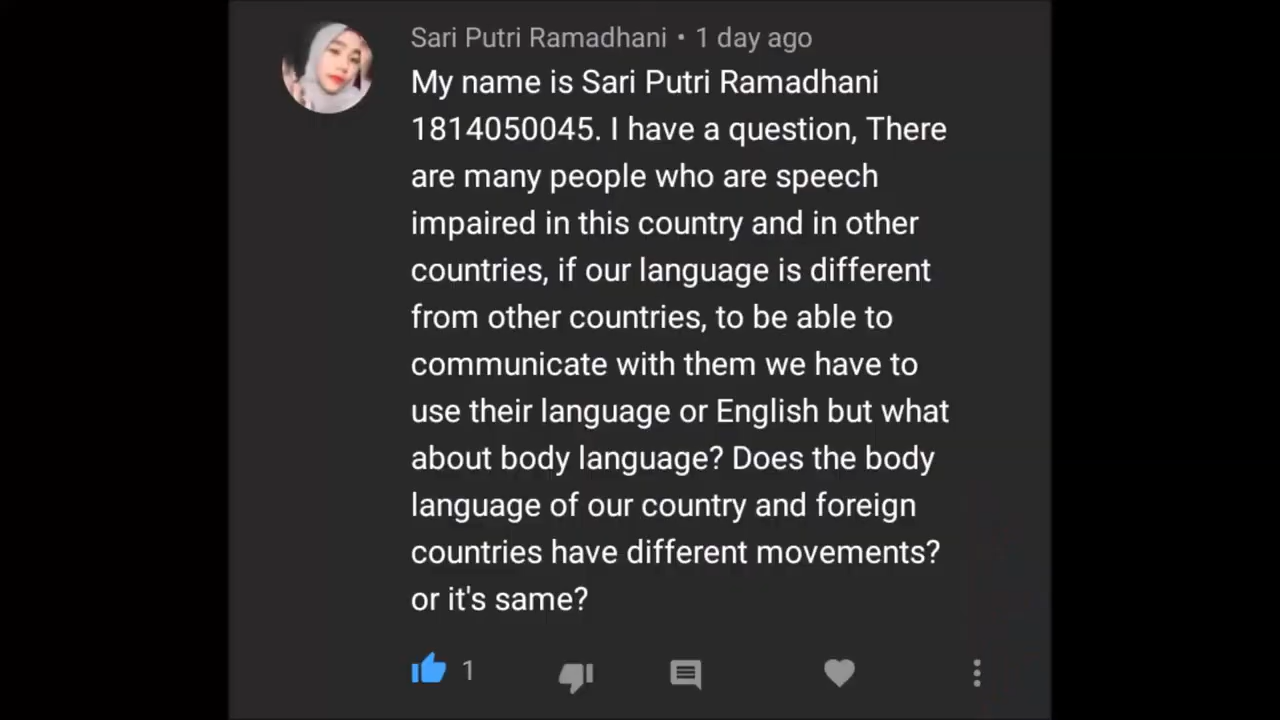 Sari Putri Ramadhani • 1 day ago
My name is Sari Putri Ramadhani
1814050045. I have a question, There
are many people who are speech
impaired in this country and in other
countries, if our language is different
from other countries, to be able to
communicate with them we have to
use their language or English but what
about body language? Does the body
language of our country and foreign
countries have different movements?
or it's same?
1